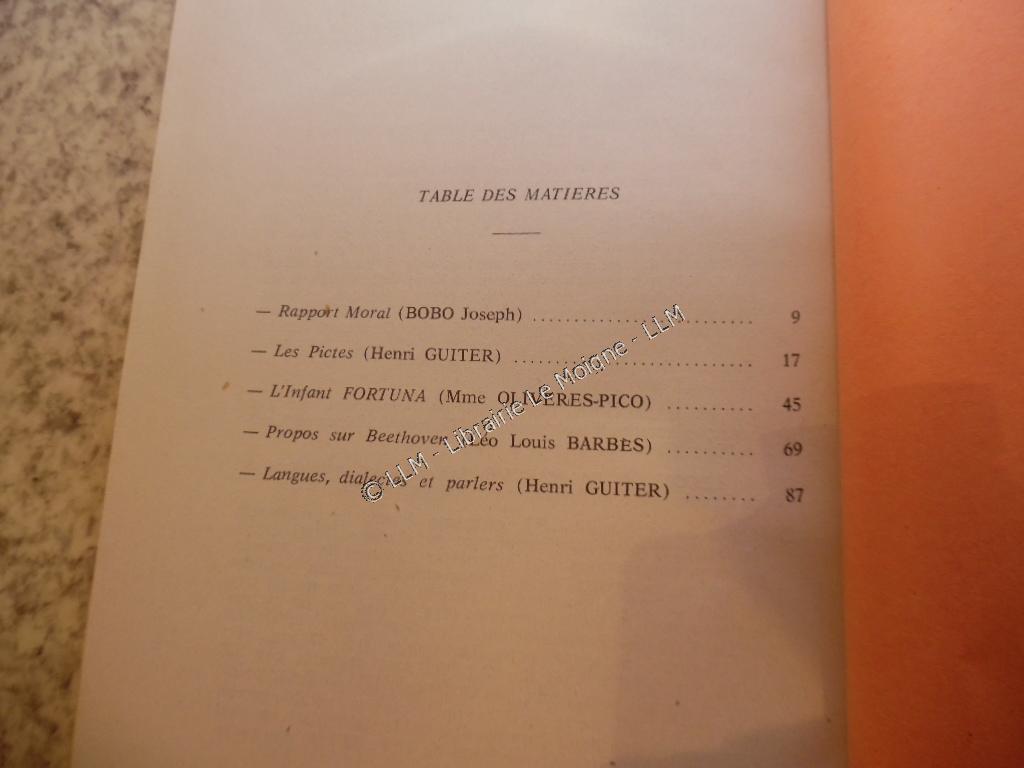 TABLE DES MATIERES
— Rapport Moral (BOBO Joseph) .......................... 9
— Les Pictes (Henri GUITER) ............................. 17
— L'Infant FORTUNA (Mme OLIVERES-PICO) ........... 45
— Propos sur Beethoven (Léo Louis BARBES) ........... 69
— Langues, dialectes et parlers (Henri GUITER) ......... 87
© LLM - Librairie Le Moigne - LLM